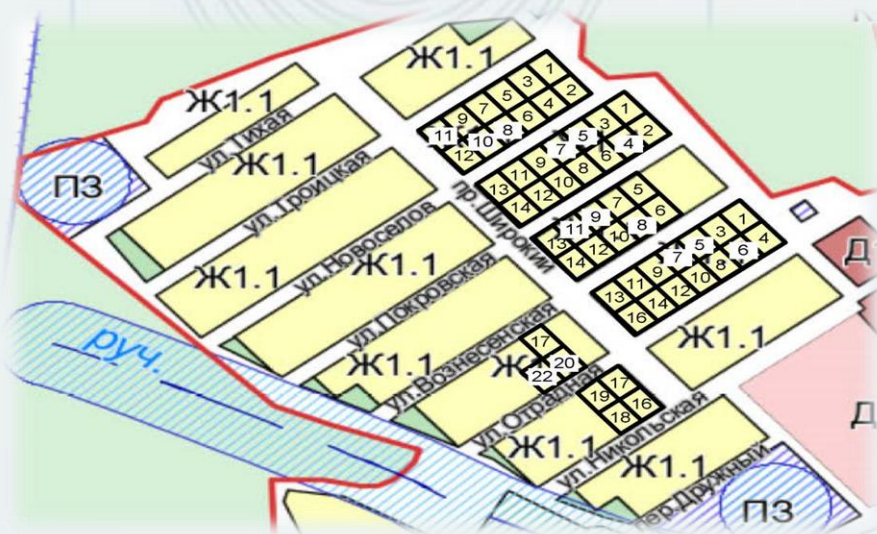 Ж1.1
Ж1.1
ул.Тихая
Ж1.1
ул.Троицкая
ПЗ
Ж1.1
ул.Новоселов
Ж1.1
ул.Покровская
Ж1.1
ул.Вознесенская
Ж
ул.Отрадная
Ж1.1
ул.Никольская
Ж1.1
пер.Дружный
ПЗ
Ж1.1
пр.Широкий
руч.
Д
Д
1
3
2
5
4
7
6
9
8
11
10
12
1
3
2
5
4
7
6
9
8
11
10
13
12
14
5
7
6
9
8
11
10
13
12
14
1
3
4
5
6
7
8
9
10
11
12
13
14
16
17
20
22
17
19
16
18